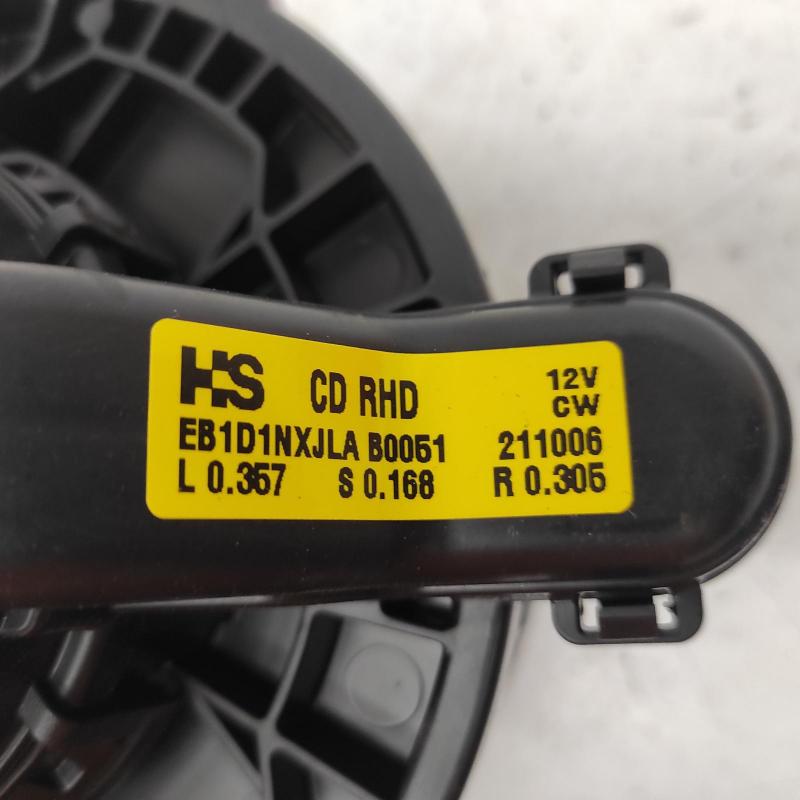 HS CD RHD 12V
CW
EB1D1NXJLA B0051 211006
L 0.357 S 0.168 R 0.305